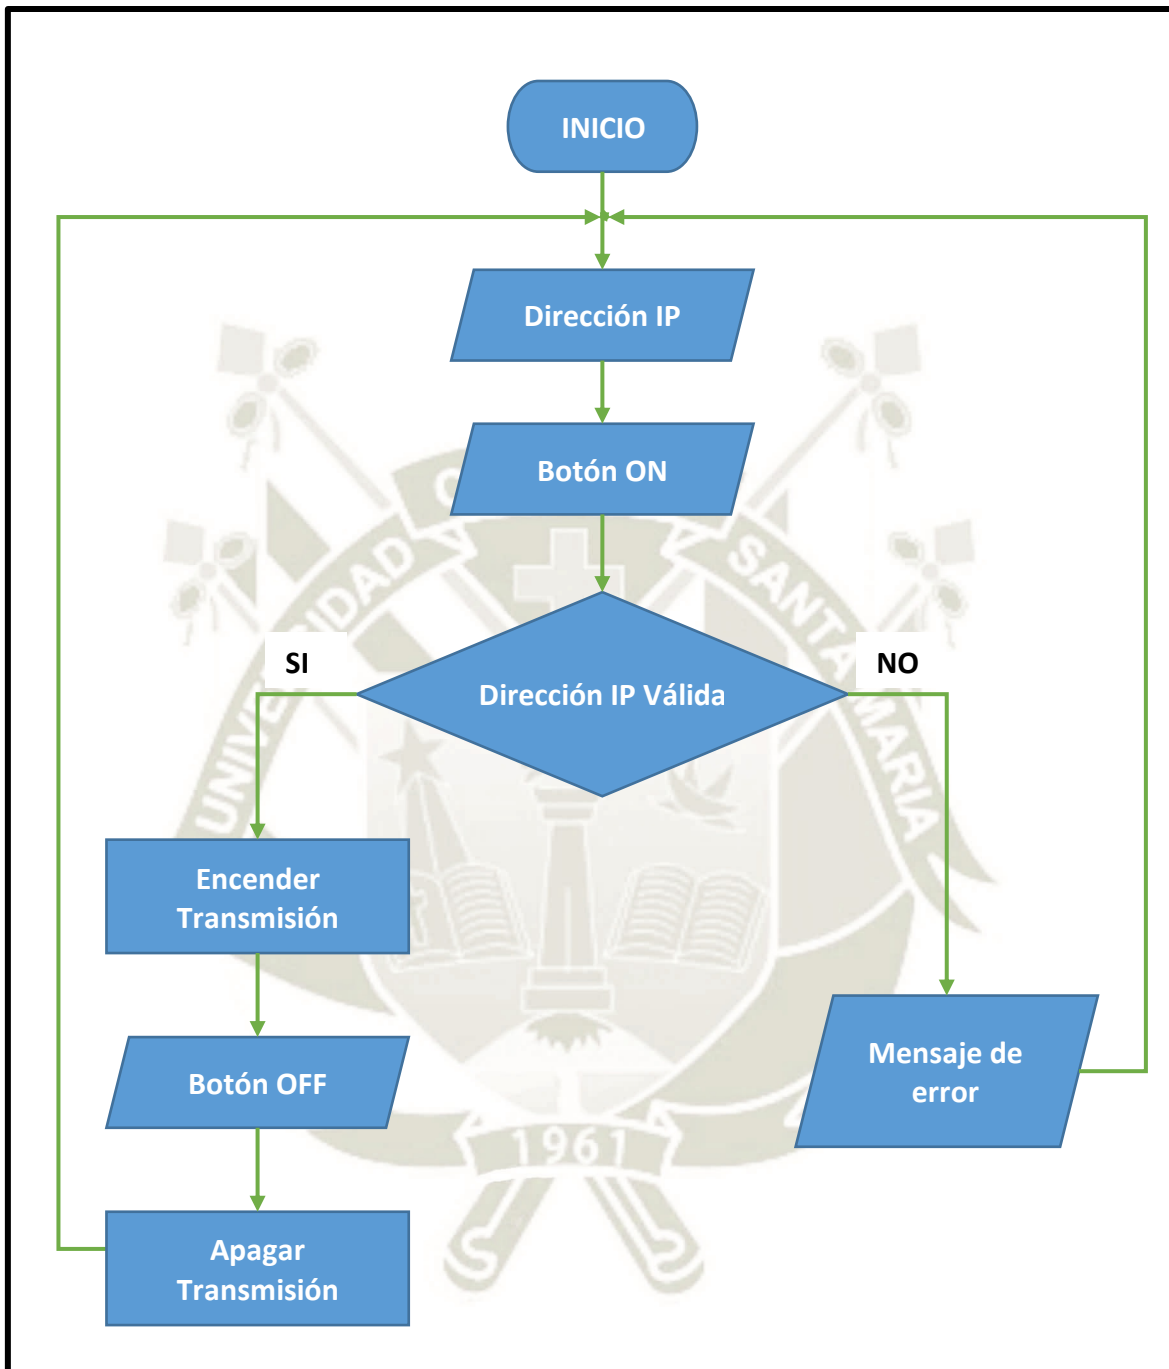 INICIO
Dirección IP
Botón ON
UNIVERSIDAD
SANTA MARIA
SI
NO
Dirección IP Válida
Encender
Transmisión
Botón OFF
Mensaje de
error
1961
Apagar
Transmisión